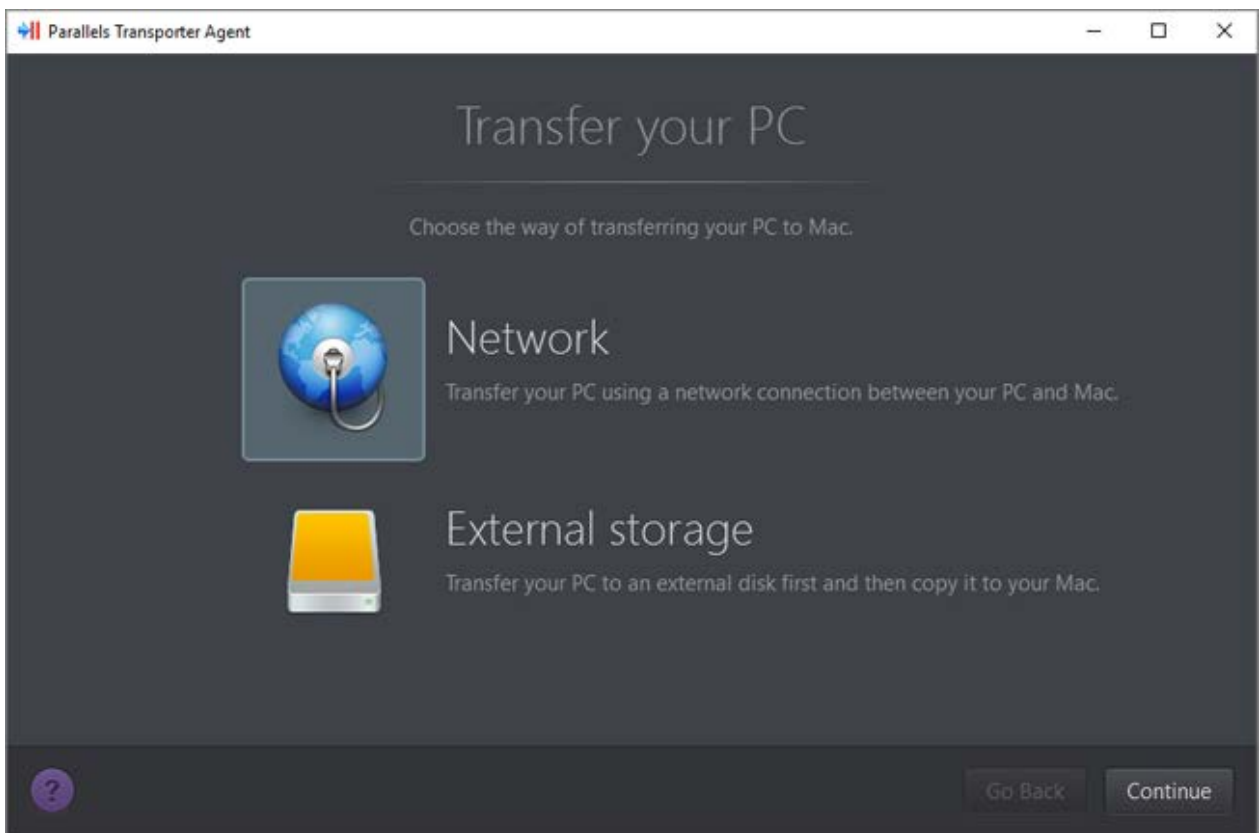 Parallels Transporter Agent
Transfer your PC
Choose the way of transferring your PC to Mac.
Network
Transfer your PC using a network connection between your PC and Mac.
External storage
Transfer your PC to an external disk first and then copy it to your Mac.
?
Go Back
Continue